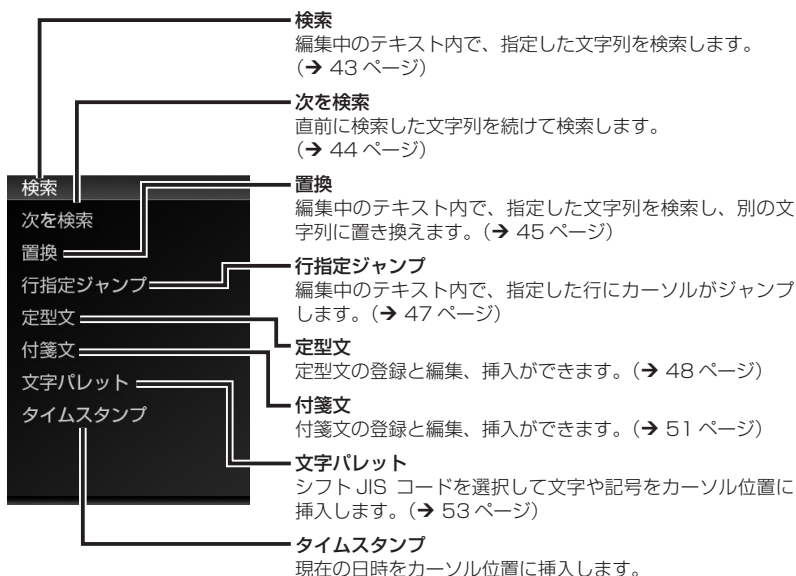 検索
編集中のテキスト内で、指定した文字列を検索します。
(➔ 43 ページ)
次を検索
直前に検索した文字列を続けて検索します。
(➔ 44 ページ)
置換
編集中のテキスト内で、指定した文字列を検索し、別の文
字列に置き換えます。(➔ 45 ページ)
行指定ジャンプ
編集中のテキスト内で、指定した行にカーソルがジャンプ
します。(➔ 47 ページ)
定型文
定型文の登録と編集、挿入ができます。(➔ 48 ページ)
付箋文
付箋文の登録と編集、挿入ができます。(➔ 51 ページ)
文字パレット
シフト JIS コードを選択して文字や記号をカーソル位置に
挿入します。(➔ 53 ページ)
タイムスタンプ
現在の日時をカーソル位置に挿入します。
検索
次を検索
置換
行指定ジャンプ
定型文
付箋文
文字パレット
タイムスタンプ